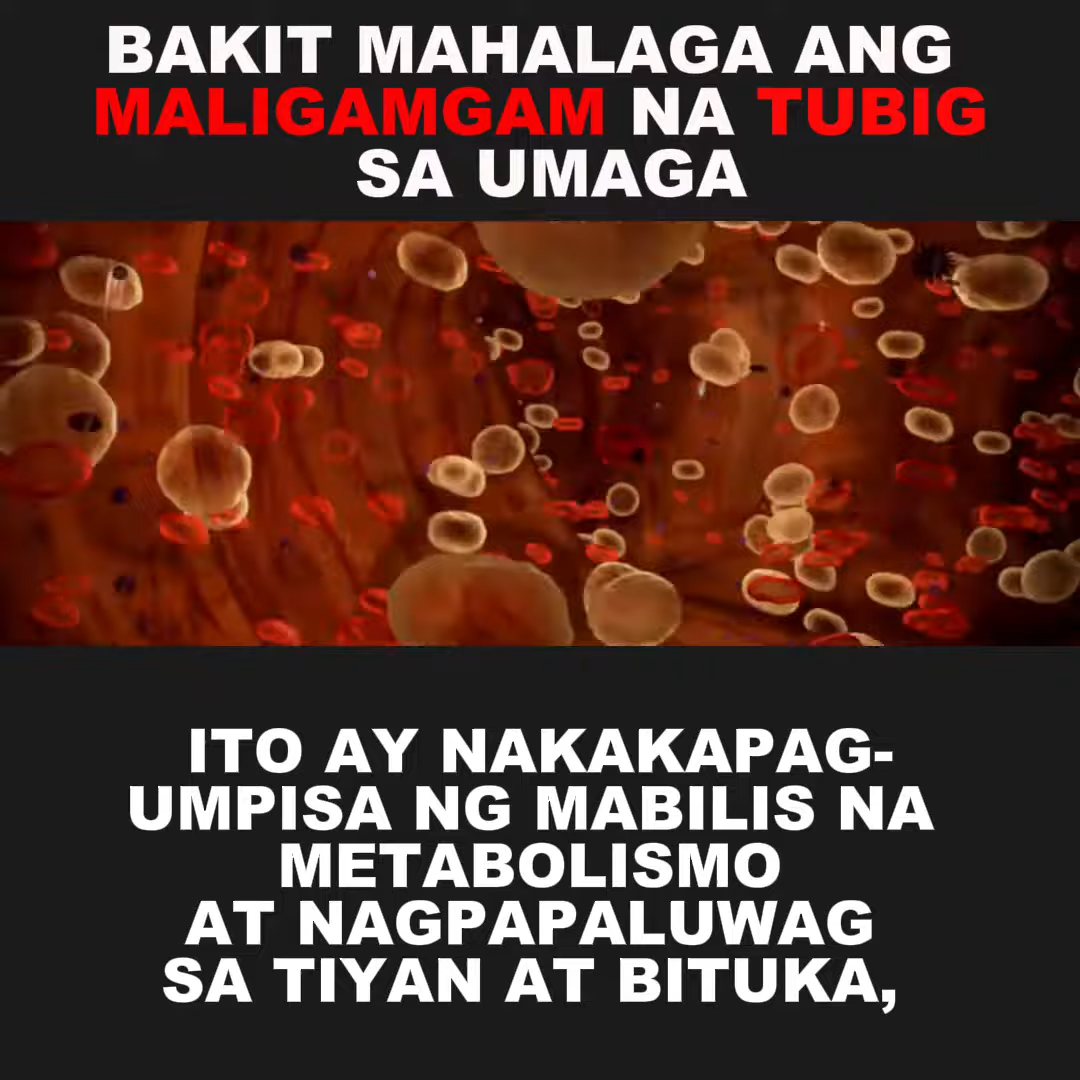 BAKIT MAHALAGA ANG
MALIGAMGAM NA TUBIG
SA UMAGA
ITO AY NAKAKAPAG-
UMPISA NG MABILIS NA
METABOLISMO
AT NAGPAPALUWAG
SA TIYAN AT BITUKA,